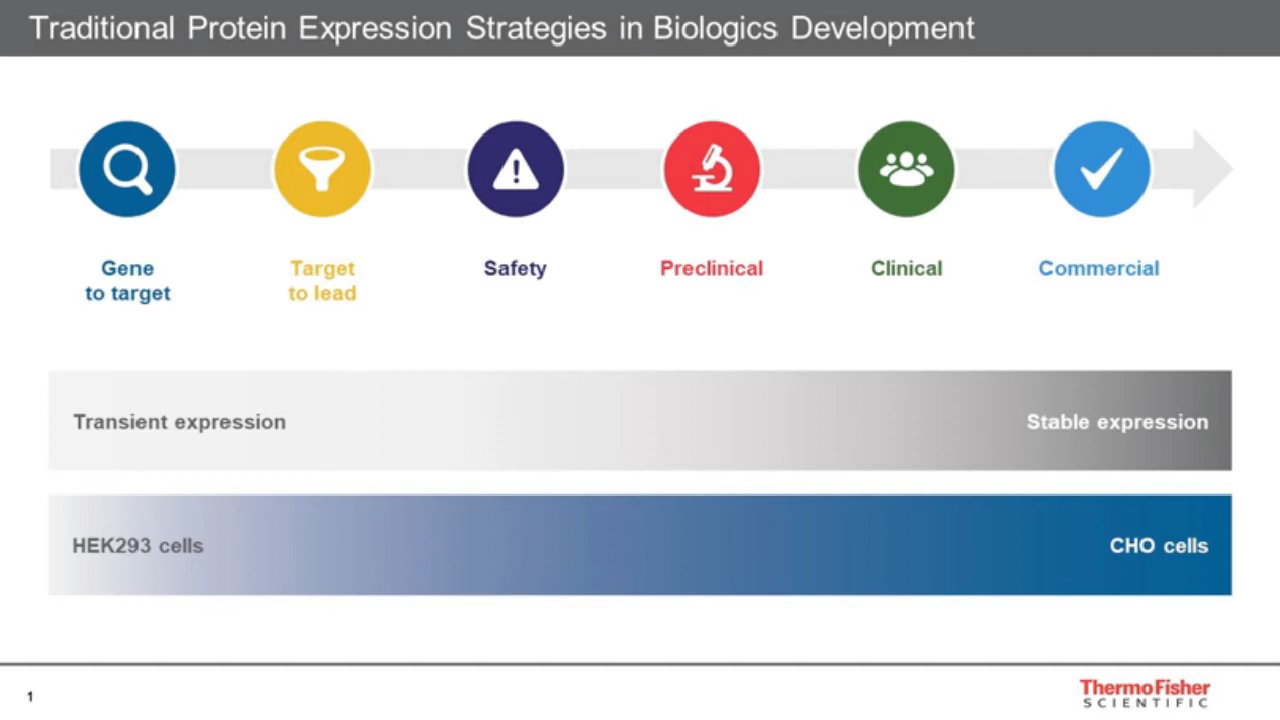 Traditional Protein Expression Strategies in Biologics Development
Gene
to target
Target
to lead
Safety
Preclinical
Clinical
Commercial
Transient expression
Stable expression
HEK293 cells
CHO cells
1
ThermoFisher
SCIENTIFIC